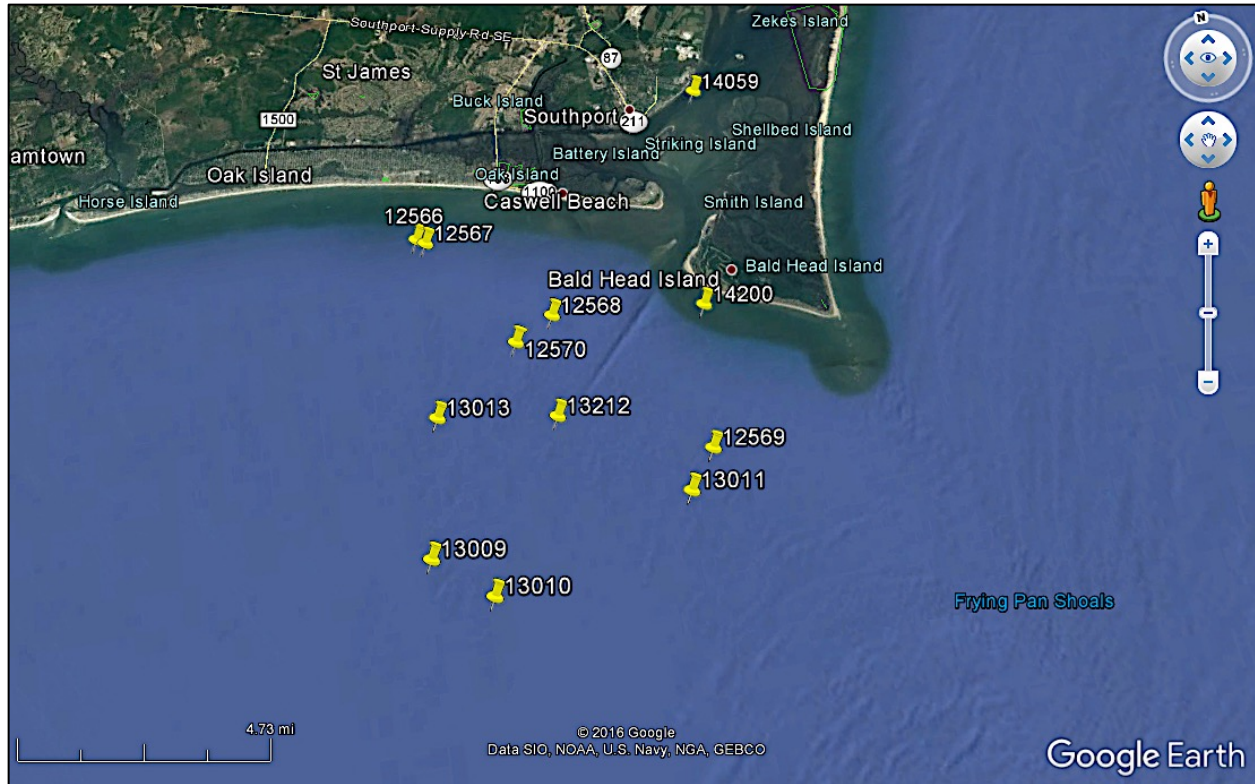 Zekes Island
N
Southport-Supply Rd SE
87
St James
14059
Buck Island
Southport
211
1500
Shellbed Island
Striking Island
Battery Island
amtown
Oak Island
Oak Island
1100
Caswell Beach
Horse Island
Smith Island
12566
12567
Bald Head Island
Bald Head Island
14200
12568
12570
13013
13212
12569
13011
13009
13010
Frying Pan Shoals
4.73 mi
© 2016 Google
Data SIO, NOAA, U.S. Navy, NGA, GEBCO
Google Earth